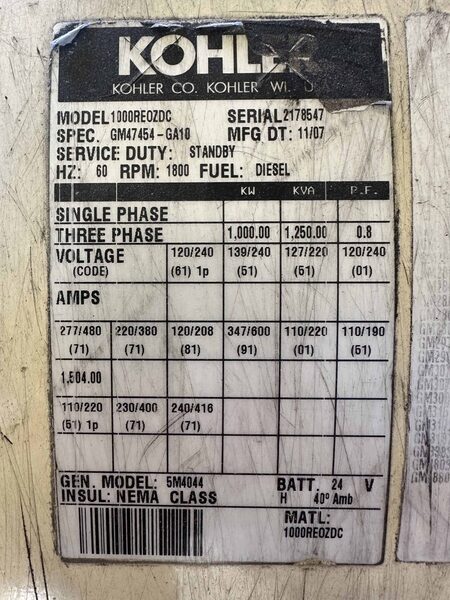 KOHLER
KOHLER CO. KOHLER WI. U
MODEL 1000REOZDC SERIAL 2178547
SPEC. GM47454-GA10 MFG DT: 11/07
SERVICE DUTY: STANDBY
HZ: 60 RPM: 1800 FUEL: DIESEL
KW KVA P.F.
SINGLE PHASE
THREE PHASE 1,000.00 1,250.00 0.8
VOLTAGE 120/240 139/240 127/220 120/240
(CODE) (61) 1p (51) (51) (01)
AMPS
277/480 220/380 120/208 347/600 110/220 110/190
(71) (71) (81) (91) (01) (51)
1,504.00
110/220 230/400 240/416
(61) 1p (71) (71)
GEN. MODEL: 5M4044 BATT. 24 V
INSUL: NEMA CLASS H 40º Amb
MATL:
1000REOZDC